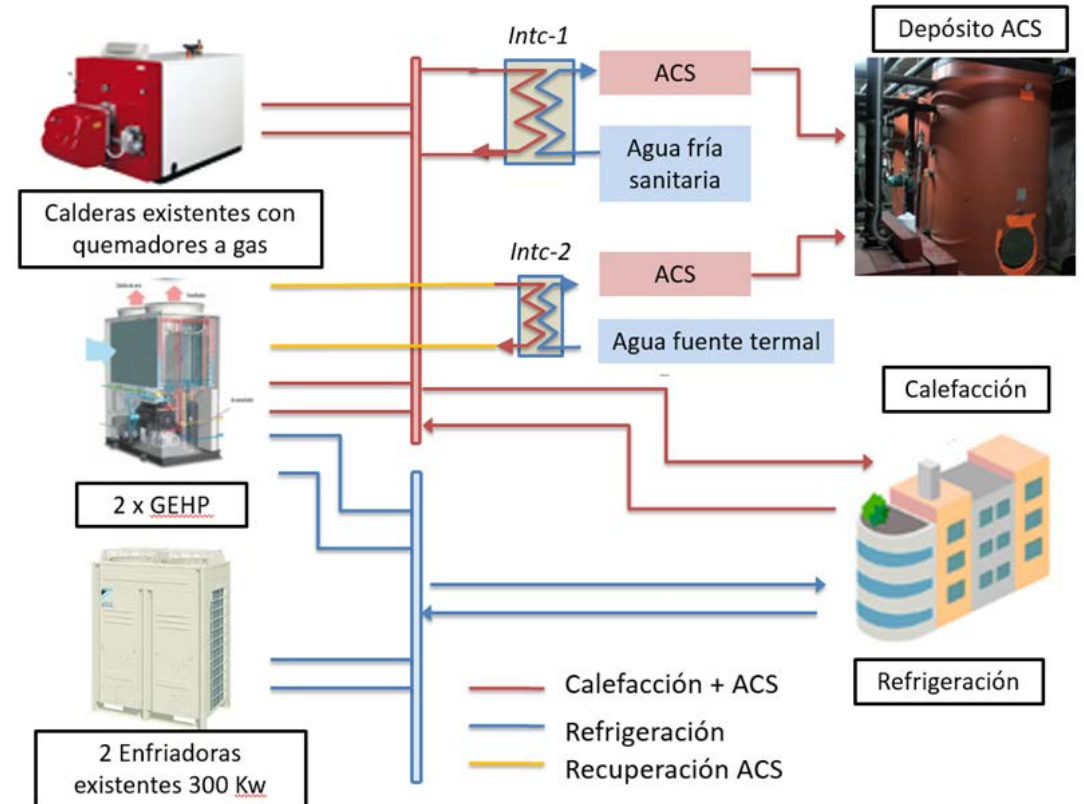 Intc-1
Depósito ACS
ACS
Agua fría
sanitaria
Calderas existentes con
quemadores a gas
Intc-2
ACS
Agua fuente termal
Calefacción
2 x GEHP
Refrigeración
Calefacción + ACS
Refrigeración
Recuperación ACS
2 Enfriadoras
existentes 300 Kw